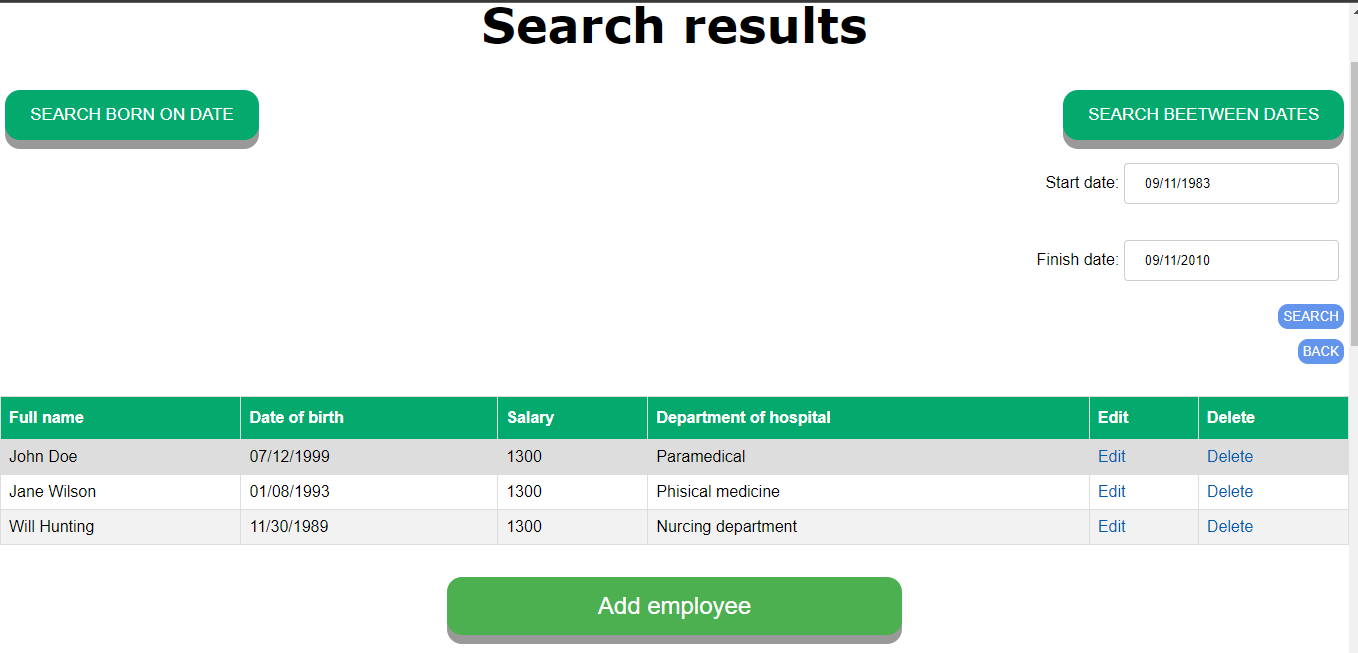 Search results
SEARCH BORN ON DATE
SEARCH BEETWEEN DATES
Start date: 09/11/1983
Finish date: 09/11/2010
SEARCH
BACK
Full name Date of birth Salary Department of hospital Edit Delete
John Doe 07/12/1999 1300 Paramedical Edit Delete
Jane Wilson 01/08/1993 1300 Phisical medicine Edit Delete
Will Hunting 11/30/1989 1300 Nurcing department Edit Delete
Add employee